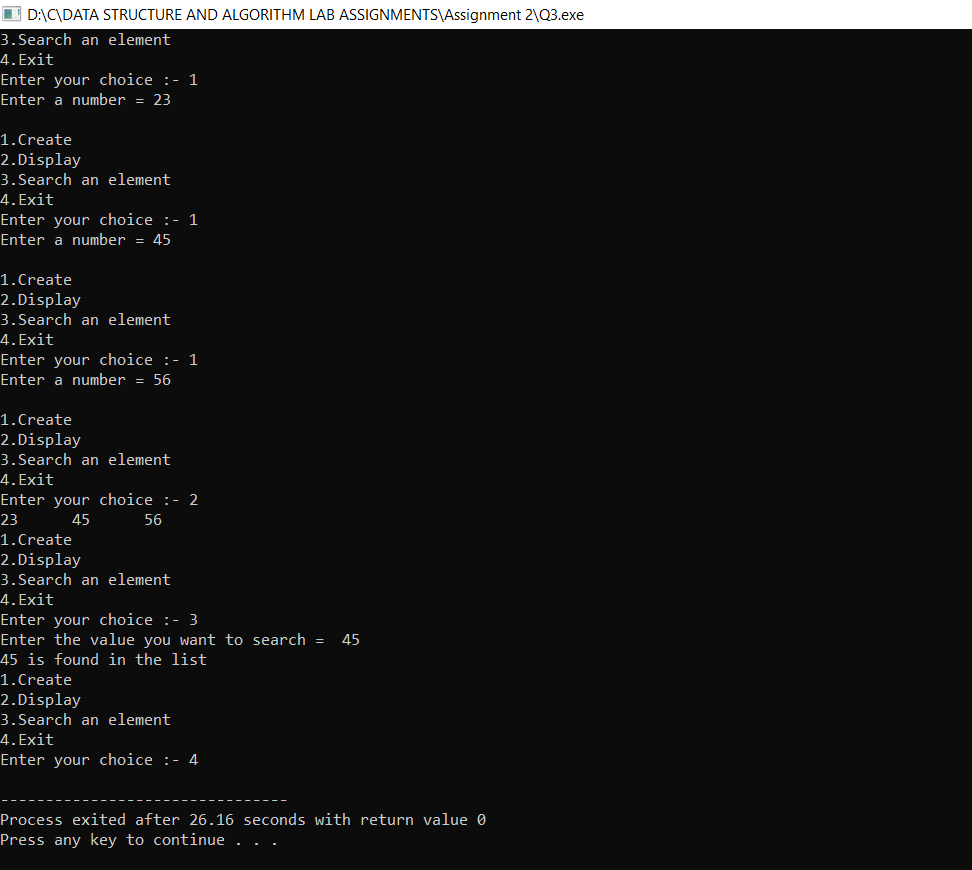 D:\C\DATA STRUCTURE AND ALGORITHM LAB ASSIGNMENTS\Assignment 2\Q3.exe
3.Search an element
4.Exit
Enter your choice :- 1
Enter a number = 23
1.Create
2.Display
3.Search an element
4.Exit
Enter your choice :- 1
Enter a number = 45
1.Create
2.Display
3.Search an element
4.Exit
Enter your choice :- 1
Enter a number = 56
1.Create
2.Display
3.Search an element
4.Exit
Enter your choice :- 2
23      45      56
1.Create
2.Display
3.Search an element
4.Exit
Enter your choice :- 3
Enter the value you want to search =  45
45 is found in the list
1.Create
2.Display
3.Search an element
4.Exit
Enter your choice :- 4
--------------------------------
Process exited after 26.16 seconds with return value 0
Press any key to continue . . .